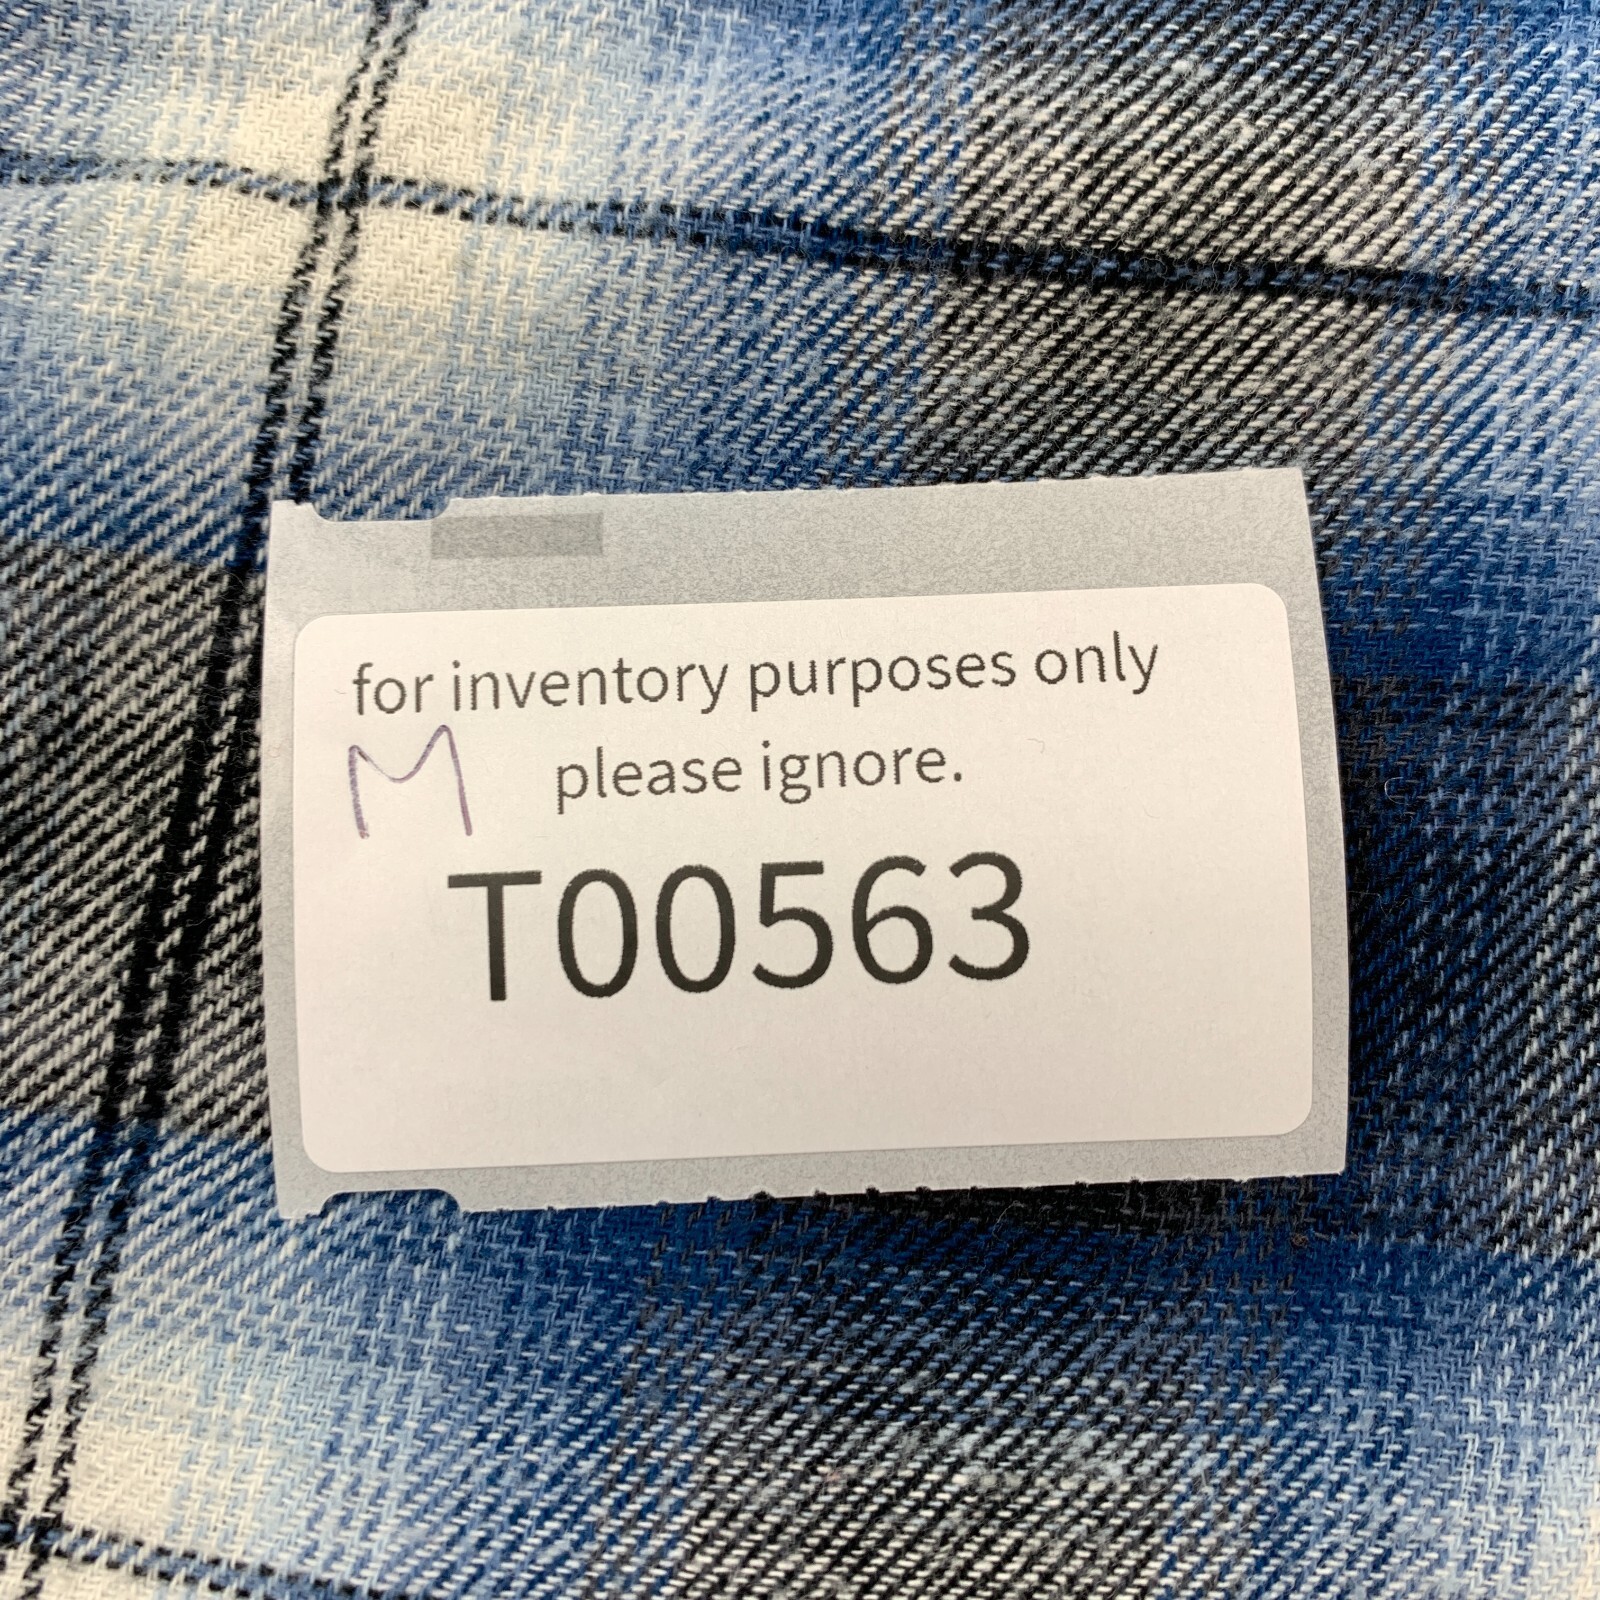 for inventory purposes only
M please ignore.
T00563